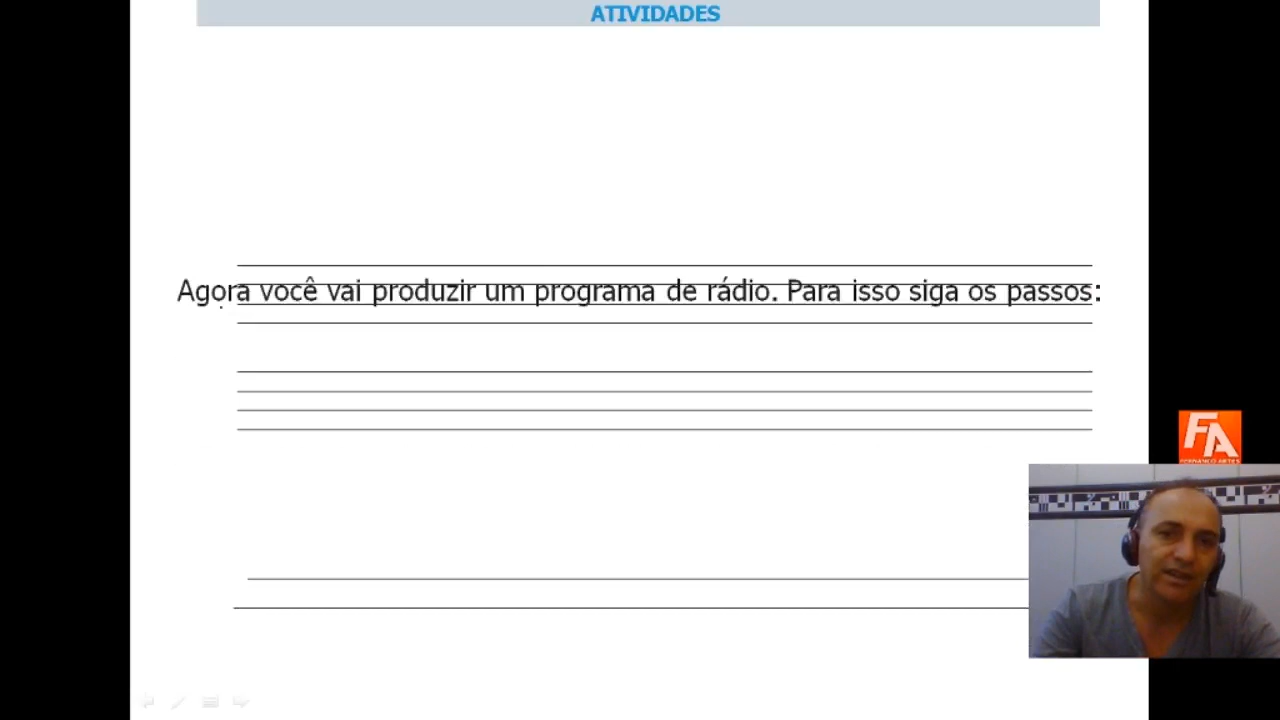 ATIVIDADES
Agora você vai produzir um programa de rádio. Para isso siga os passos:
FA